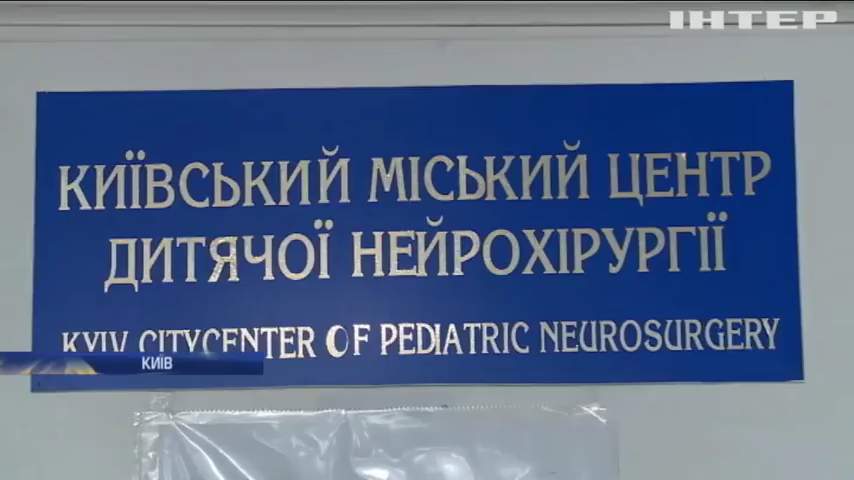 ІНТЕР
КИЇВСЬКИЙ МІСЬКИЙ ЦЕНТР
ДИТЯЧОЇ НЕЙРОХІРУРГІЇ
KYIV CITYCENTER OF PEDIATRIC NEUROSURGERY
КИЇВ